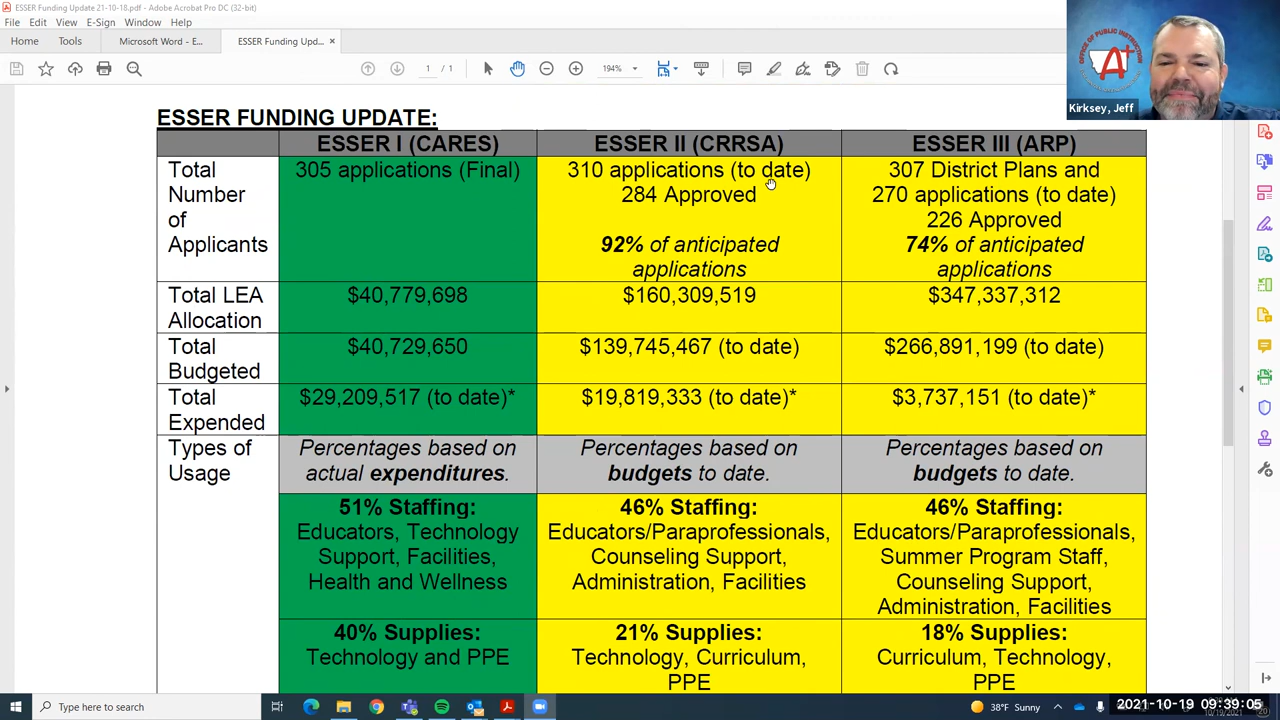 ESSER Funding Update 21-10-18.pdf - Adobe Acrobat Pro DC (32-bit)
File Edit View E-Sign Window Help
Home Tools Microsoft Word - E... ESSER Funding Upd... ×
1 / 1 194%
OFFICE OF PUBLIC INSTRUCTION
A+
Kirksey, Jeff
ESSER FUNDING UPDATE:
ESSER I (CARES) ESSER II (CRRSA) ESSER III (ARP)
Total Number of Applicants
305 applications (Final)
310 applications (to date)
284 Approved
92% of anticipated
applications
307 District Plans and
270 applications (to date)
226 Approved
74% of anticipated
applications
Total LEA Allocation
$40,779,698
$160,309,519
$347,337,312
Total Budgeted
$40,729,650
$139,745,467 (to date)
$266,891,199 (to date)
Total Expended
$29,209,517 (to date)*
$19,819,333 (to date)*
$3,737,151 (to date)*
Types of Usage
Percentages based on
actual expenditures.
Percentages based on
budgets to date.
Percentages based on
budgets to date.
51% Staffing:
Educators, Technology
Support, Facilities,
Health and Wellness
46% Staffing:
Educators/Paraprofessionals,
Counseling Support,
Administration, Facilities
46% Staffing:
Educators/Paraprofessionals,
Summer Program Staff,
Counseling Support,
Administration, Facilities
40% Supplies:
Technology and PPE
21% Supplies:
Technology, Curriculum,
PPE
18% Supplies:
Curriculum, Technology,
PPE
Type here to search
38°F Sunny
2021-10-19 09:39:05